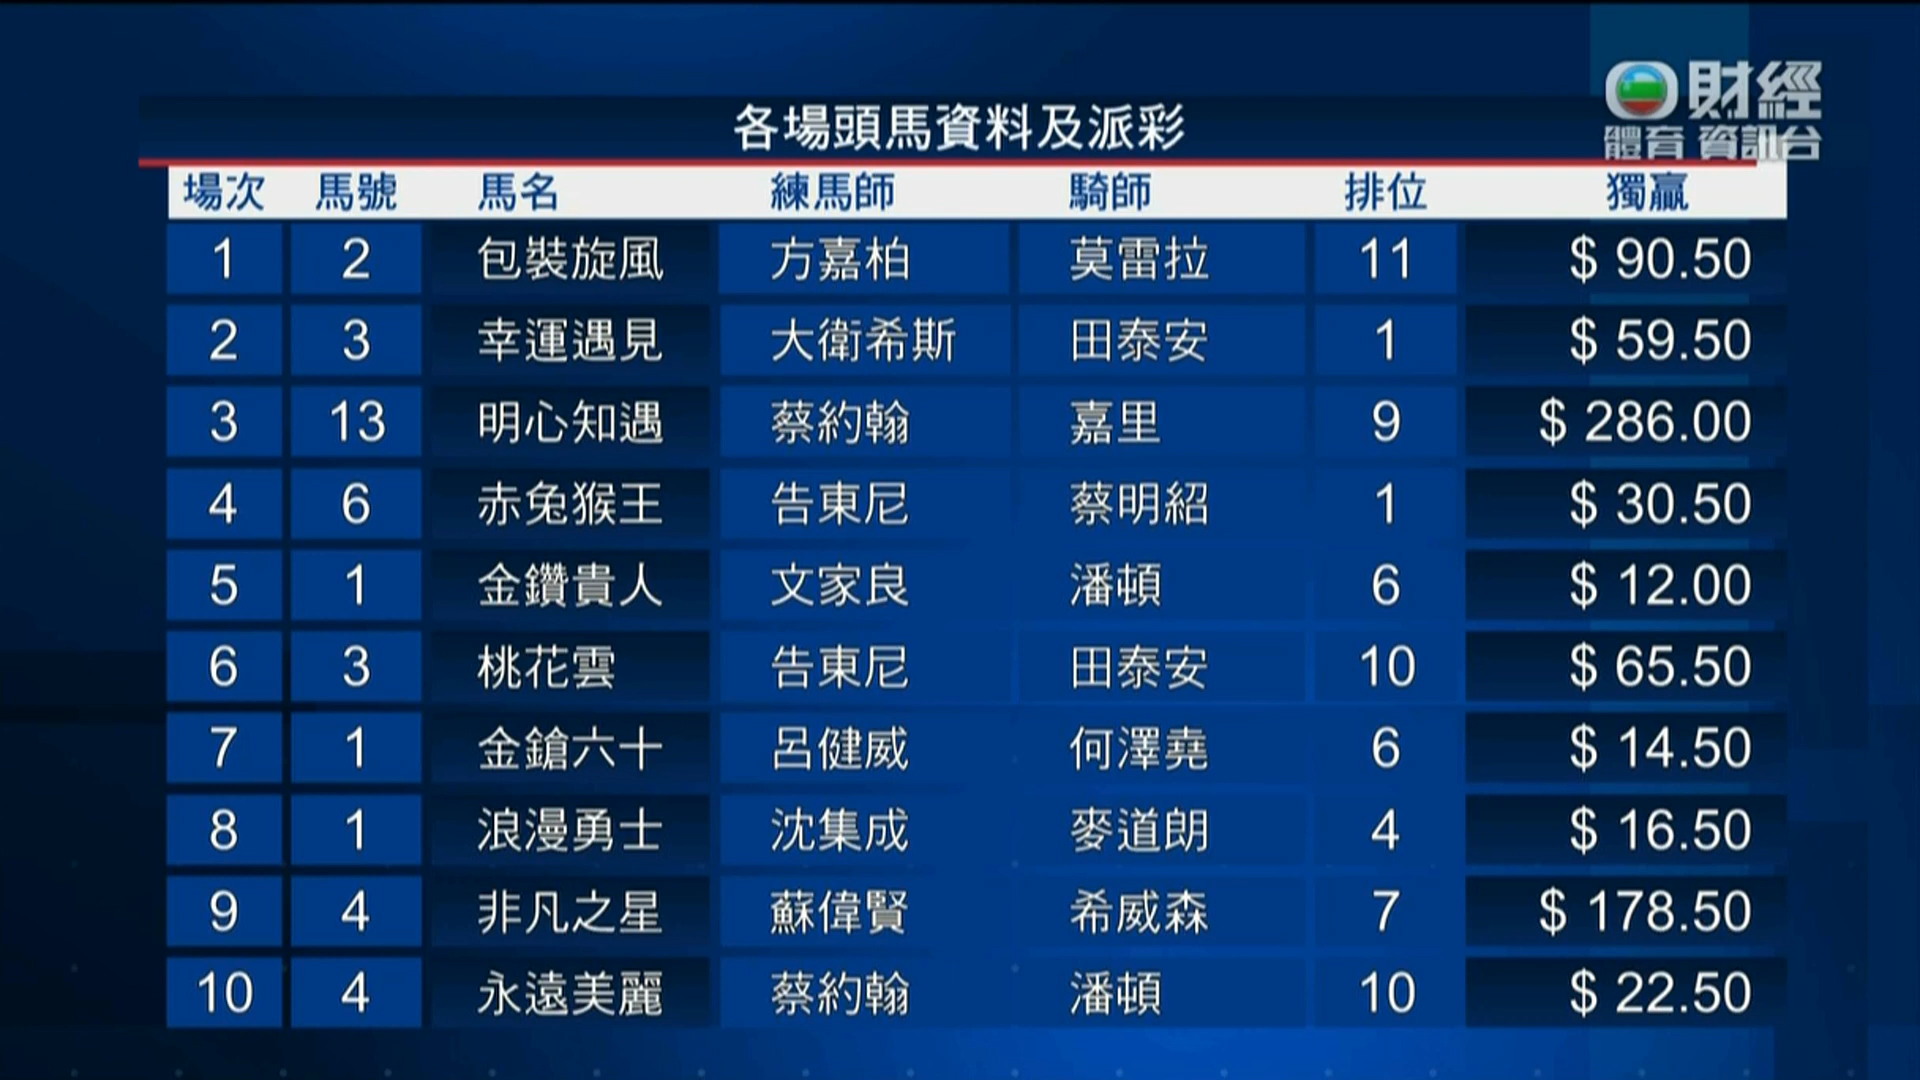 財經
體育 資訊台
各場頭馬資料及派彩
場次 馬號 馬名 練馬師 騎師 排位 獨贏
1 2 包裝旋風 方嘉柏 莫雷拉 11 $ 90.50
2 3 幸運遇見 大衛希斯 田泰安 1 $ 59.50
3 13 明心知遇 蔡約翰 嘉里 9 $ 286.00
4 6 赤兔猴王 告東尼 蔡明紹 1 $ 30.50
5 1 金鑽貴人 文家良 潘頓 6 $ 12.00
6 3 桃花雲 告東尼 田泰安 10 $ 65.50
7 1 金鎗六十 呂健威 何澤堯 6 $ 14.50
8 1 浪漫勇士 沈集成 麥道朗 4 $ 16.50
9 4 非凡之星 蘇偉賢 希威森 7 $ 178.50
10 4 永遠美麗 蔡約翰 潘頓 10 $ 22.50